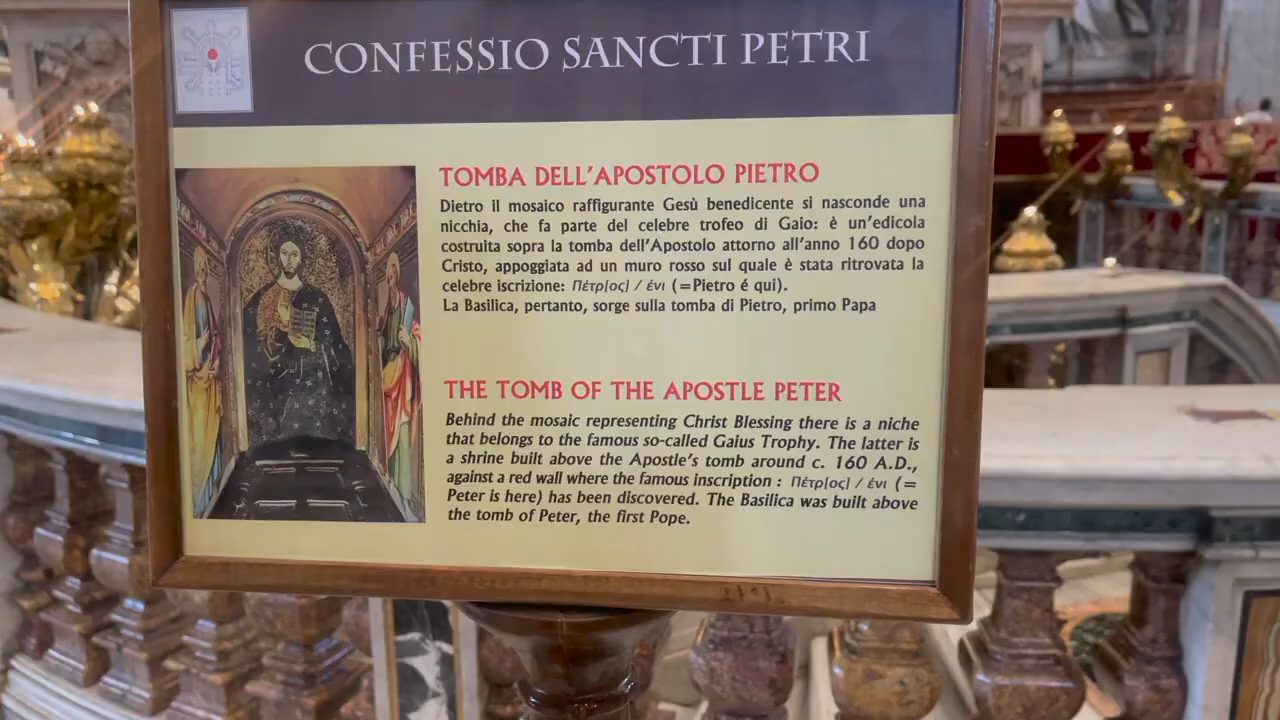 CONFESSIO SANCTI PETRI
TOMBA DELL'APOSTOLO PIETRO
Dietro il mosaico raffigurante Gesù benedicente si nasconde una
nicchia, che fa parte del celebre trofeo di Gaio: è un'edicola
costruita sopra la tomba dell'Apostolo attorno all'anno 160 dopo
Cristo, appoggiata ad un muro rosso sul quale è stata ritrovata la
celebre iscrizione: Πέτρ[ος] / ένι (=Pietro é qui).
La Basilica, pertanto, sorge sulla tomba di Pietro, primo Papa
THE TOMB OF THE APOSTLE PETER
Behind the mosaic representing Christ Blessing there is a niche
that belongs to the famous so-called Gaius Trophy. The latter is
a shrine built above the Apostle's tomb around c. 160 A.D.,
against a red wall where the famous inscription : Πέτρ[ος] / ένι (=
Peter is here) has been discovered. The Basilica was built above
the tomb of Peter, the first Pope.